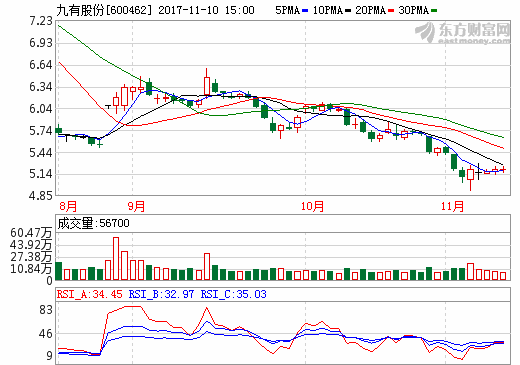 九有股份[600462] 2017-11-10 15:00 5PMA 10PMA 20PMA 30PMA
东方财富网
eastmoney.com
7.23
6.93
6.64
6.34
6.04
5.74
5.44
5.14
4.85
8月 9月 10月 11月
成交量:56700
60.47万
43.92万
27.38万
10.84万
0
RSI_A:34.45 RSI_B:32.97 RSI_C:35.03
83
46
9